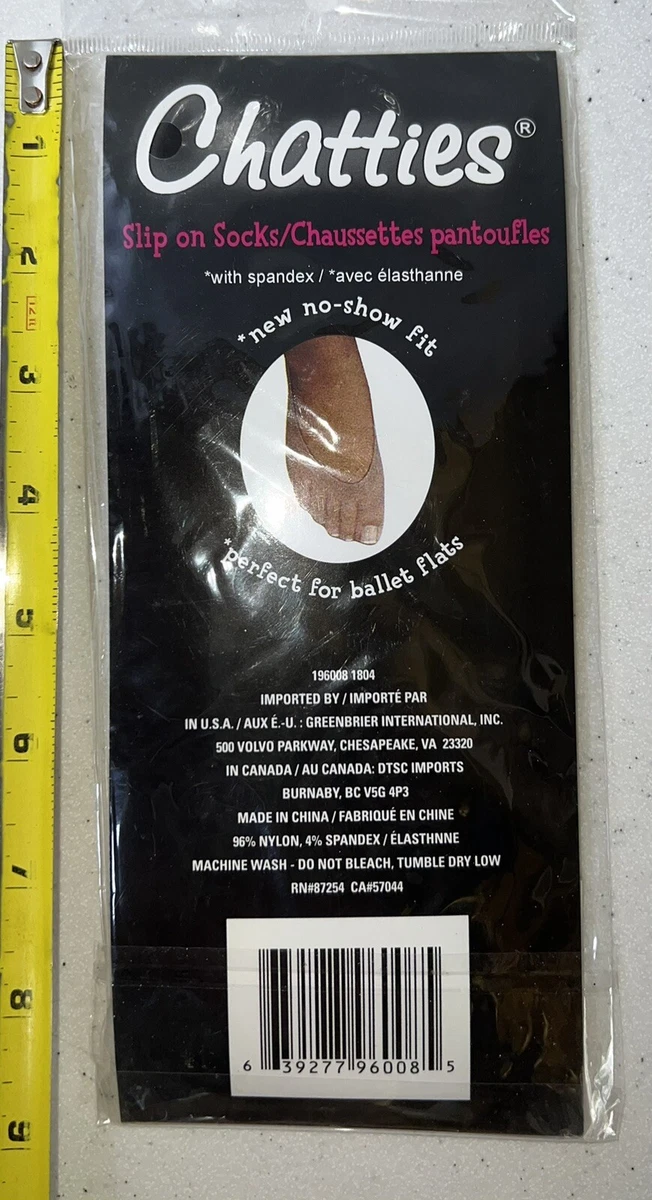 Chatties®
Slip on Socks/Chaussettes pantoufles
*with spandex / *avec élasthanne
*new no-show fit
*perfect for ballet flats
196008 1804
IMPORTED BY / IMPORTÉ PAR
IN U.S.A. / AUX É.-U. : GREENBRIER INTERNATIONAL, INC.
500 VOLVO PARKWAY, CHESAPEAKE, VA 23320
IN CANADA / AU CANADA: DTSC IMPORTS
BURNABY, BC V5G 4P3
MADE IN CHINA / FABRIQUÉ EN CHINE
96% NYLON, 4% SPANDEX / ÉLASTHNNE
MACHINE WASH - DO NOT BLEACH, TUMBLE DRY LOW
RN#87254 CA#57044
6 39277 96008 5
1
2
3
4
5
6
7
8
9